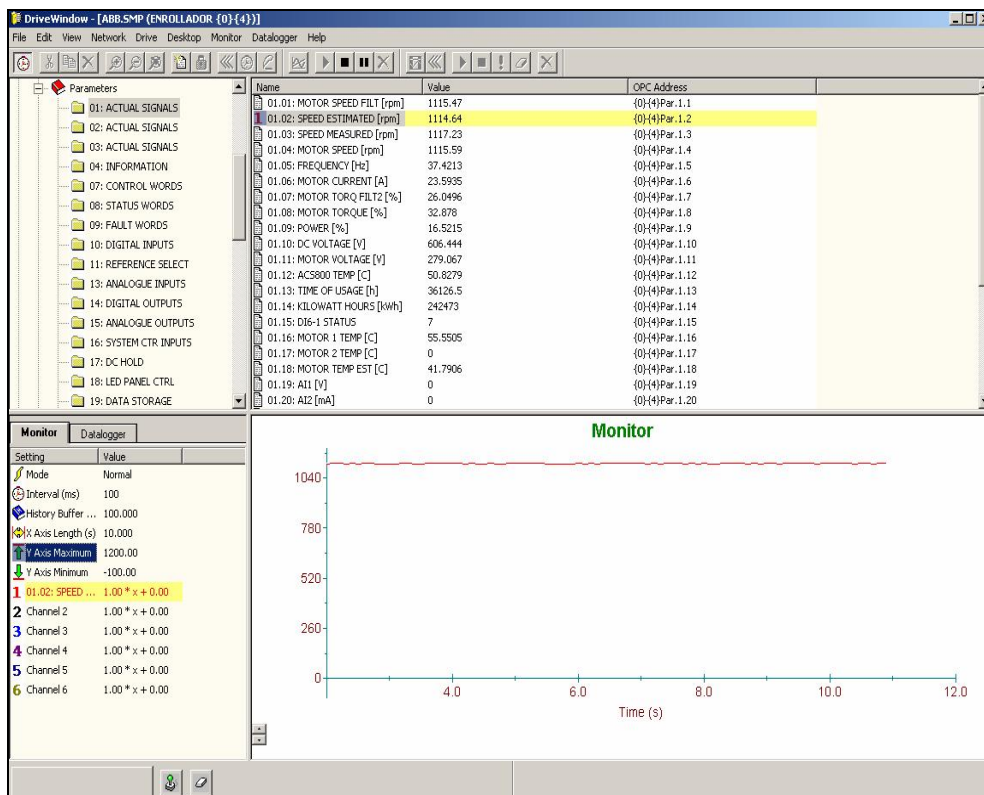 DriveWindow - [ABB.SMP (ENROLLADOR {0}{4})]
File Edit View Network Drive Desktop Monitor Datalogger Help
Parameters
01: ACTUAL SIGNALS
02: ACTUAL SIGNALS
03: ACTUAL SIGNALS
04: INFORMATION
07: CONTROL WORDS
08: STATUS WORDS
09: FAULT WORDS
10: DIGITAL INPUTS
11: REFERENCE SELECT
13: ANALOGUE INPUTS
14: DIGITAL OUTPUTS
15: ANALOGUE OUTPUTS
16: SYSTEM CTR INPUTS
17: DC HOLD
18: LED PANEL CTRL
19: DATA STORAGE
Name Value OPC Address
01.01: MOTOR SPEED FILT [rpm] 1115.47 {0}{4}Par.1.1
1 01.02: SPEED ESTIMATED [rpm] 1114.64 {0}{4}Par.1.2
01.03: SPEED MEASURED [rpm] 1117.23 {0}{4}Par.1.3
01.04: MOTOR SPEED [rpm] 1115.59 {0}{4}Par.1.4
01.05: FREQUENCY [Hz] 37.4213 {0}{4}Par.1.5
01.06: MOTOR CURRENT [A] 23.5935 {0}{4}Par.1.6
01.07: MOTOR TORQ FILT2 [%] 26.0496 {0}{4}Par.1.7
01.08: MOTOR TORQUE [%] 32.878 {0}{4}Par.1.8
01.09: POWER [%] 16.5215 {0}{4}Par.1.9
01.10: DC VOLTAGE [V] 606.444 {0}{4}Par.1.10
01.11: MOTOR VOLTAGE [V] 279.067 {0}{4}Par.1.11
01.12: ACS800 TEMP [C] 50.8279 {0}{4}Par.1.12
01.13: TIME OF USAGE [h] 36126.5 {0}{4}Par.1.13
01.14: KILOWATT HOURS [kWh] 242473 {0}{4}Par.1.14
01.15: DI6-1 STATUS 7 {0}{4}Par.1.15
01.16: MOTOR 1 TEMP [C] 55.5505 {0}{4}Par.1.16
01.17: MOTOR 2 TEMP [C] 0 {0}{4}Par.1.17
01.18: MOTOR TEMP EST [C] 41.7906 {0}{4}Par.1.18
01.19: AI1 [V] 0 {0}{4}Par.1.19
01.20: AI2 [mA] 0 {0}{4}Par.1.20
Monitor Datalogger
Setting Value
Mode Normal
Interval (ms) 100
History Buffer ... 100.000
X Axis Length (s) 10.000
Y Axis Maximum 1200.00
Y Axis Minimum -100.00
1 01.02: SPEED ... 1.00 * x + 0.00
2 Channel 2 1.00 * x + 0.00
3 Channel 3 1.00 * x + 0.00
4 Channel 4 1.00 * x + 0.00
5 Channel 5 1.00 * x + 0.00
6 Channel 6 1.00 * x + 0.00
Monitor
1040
780
520
260
0
4.0 6.0 8.0 10.0 12.0
Time (s)